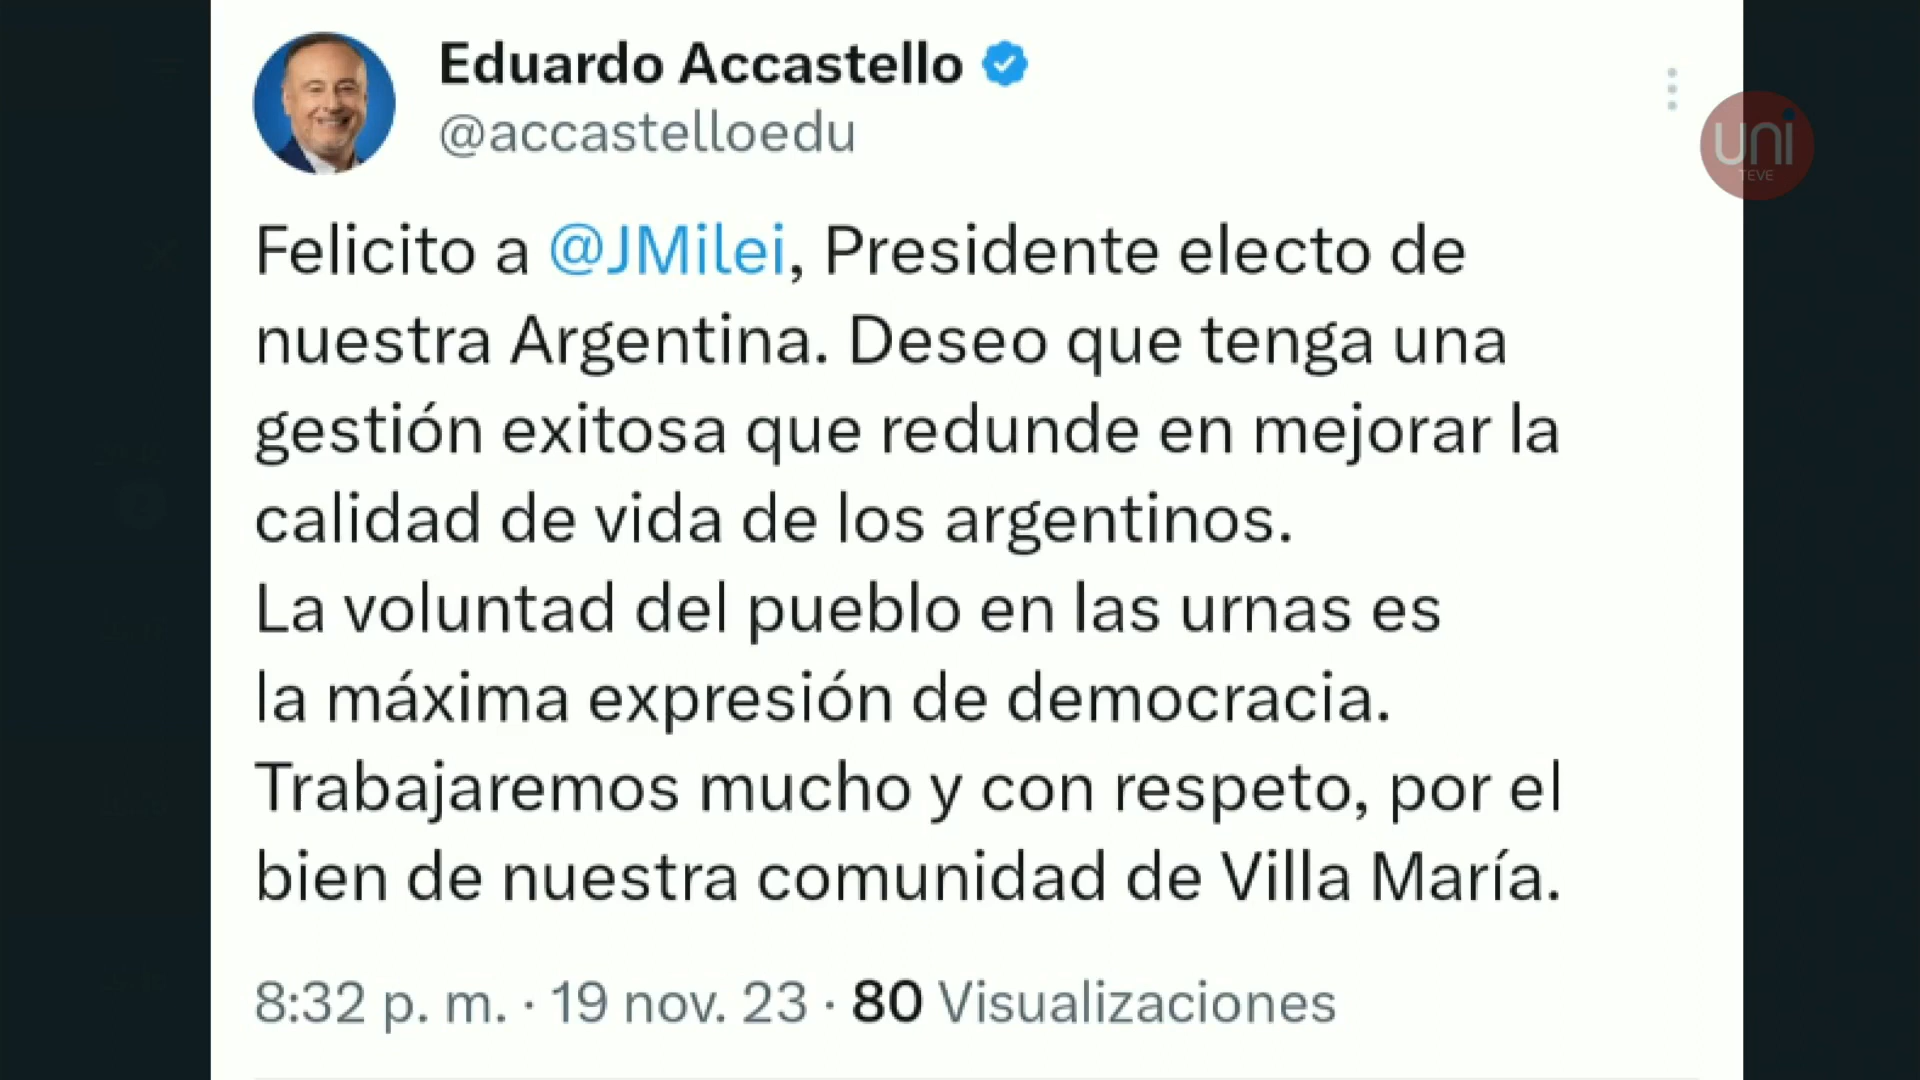 Eduardo Accastello
@accastelloedu
uni
TEVE
Felicito a @JMilei, Presidente electo de
nuestra Argentina. Deseo que tenga una
gestión exitosa que redunde en mejorar la
calidad de vida de los argentinos.
La voluntad del pueblo en las urnas es
la máxima expresión de democracia.
Trabajaremos mucho y con respeto, por el
bien de nuestra comunidad de Villa María.
8:32 p. m. · 19 nov. 23 · 80 Visualizaciones